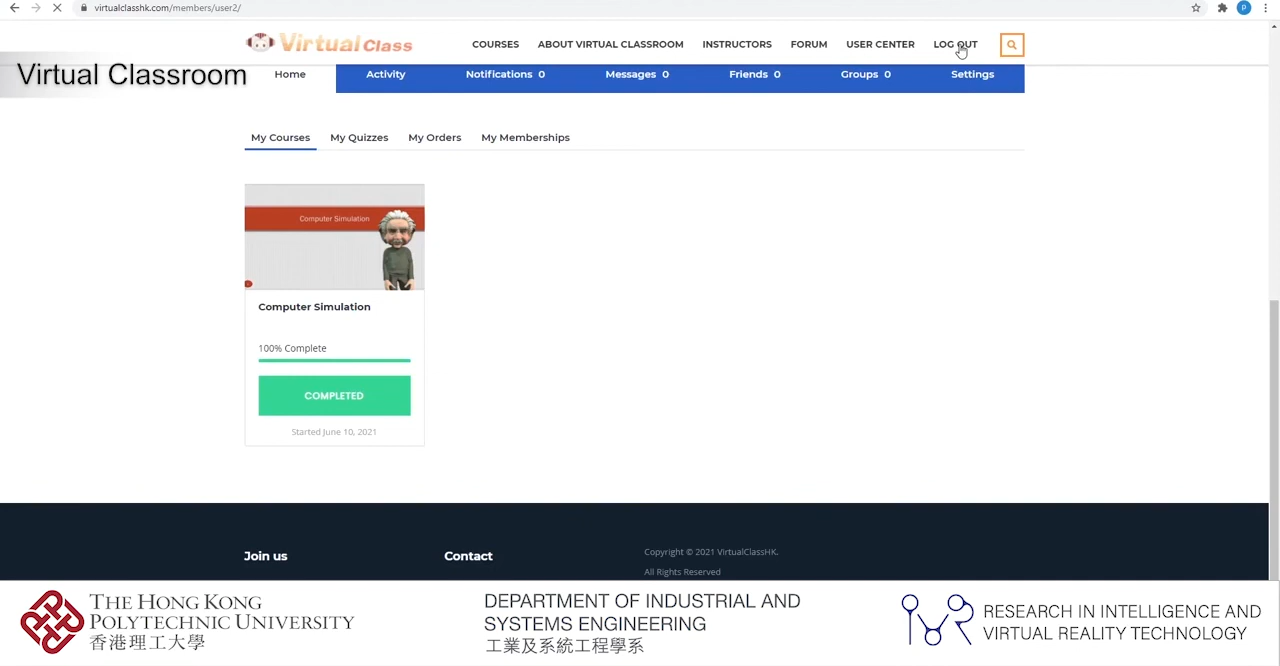 virtualclasshk.com/members/user2/
P
Virtual Class
COURSES ABOUT VIRTUAL CLASSROOM INSTRUCTORS FORUM USER CENTER LOG OUT
Virtual Classroom
Home Activity Notifications 0 Messages 0 Friends 0 Groups 0 Settings
My Courses My Quizzes My Orders My Memberships
Computer Simulation
Computer Simulation
100% Complete
COMPLETED
Started June 10, 2021
Join us
Contact
Copyright © 2021 VirtualClassHK.
All Rights Reserved
THE HONG KONG
POLYTECHNIC UNIVERSITY
香港理工大學
DEPARTMENT OF INDUSTRIAL AND
SYSTEMS ENGINEERING
工業及系統工程學系
RESEARCH IN INTELLIGENCE AND
VIRTUAL REALITY TECHNOLOGY